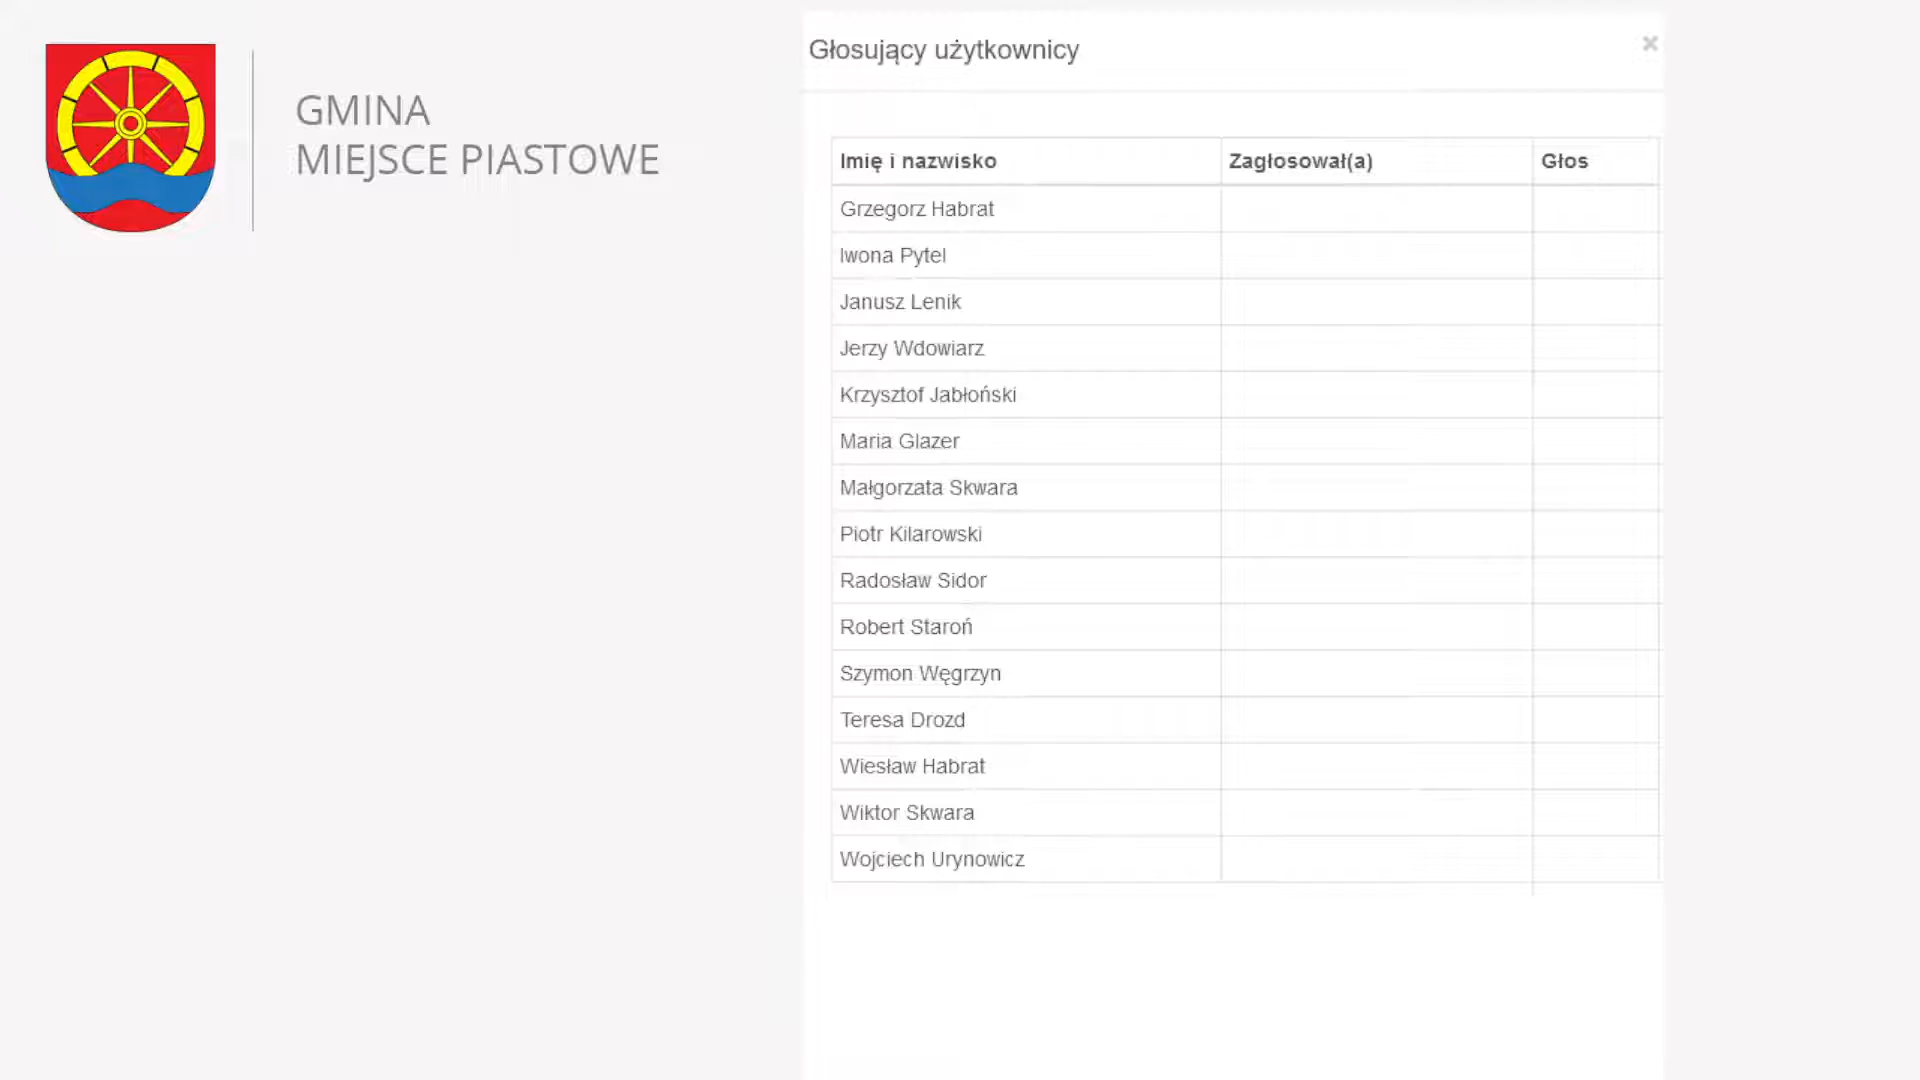 GMINA
MIEJSCE PIASTOWE
Głosujący użytkownicy
Imię i nazwisko Zagłosował(a) Głos
Grzegorz Habrat
Iwona Pytel
Janusz Lenik
Jerzy Wdowiarz
Krzysztof Jabłoński
Maria Glazer
Małgorzata Skwara
Piotr Kilarowski
Radosław Sidor
Robert Staroń
Szymon Węgrzyn
Teresa Drozd
Wiesław Habrat
Wiktor Skwara
Wojciech Urynowicz